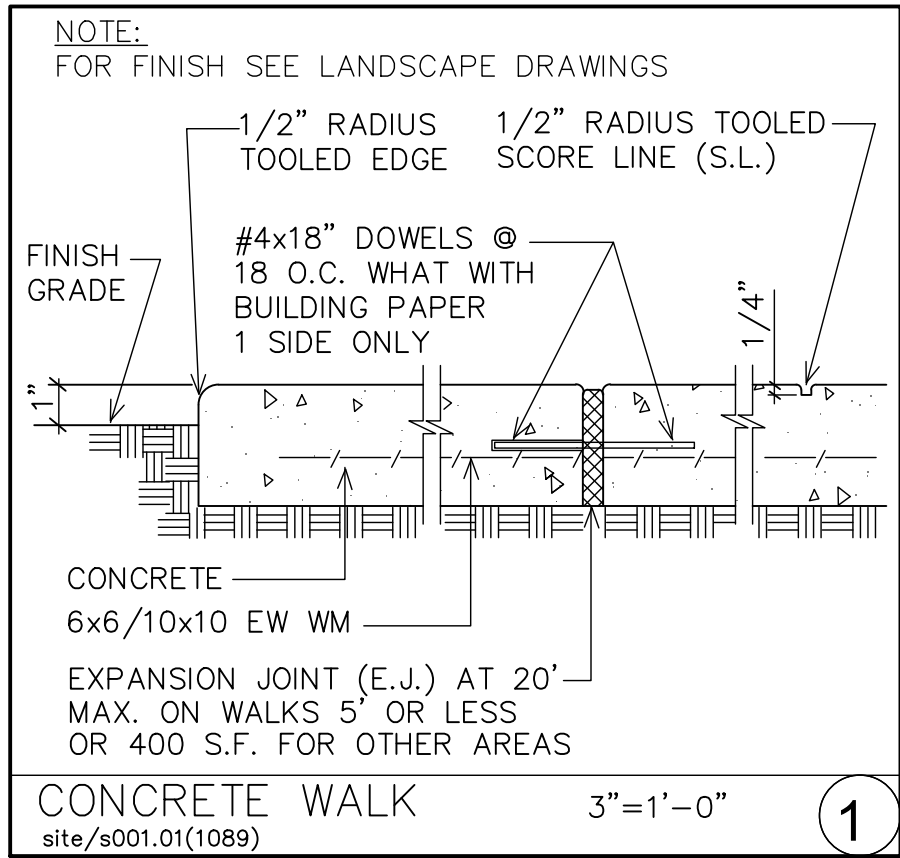 NOTE:
FOR FINISH SEE LANDSCAPE DRAWINGS
1/2" RADIUS
TOOLED EDGE
1/2" RADIUS TOOLED
SCORE LINE (S.L.)
#4x18" DOWELS @
18 O.C. WHAT WITH
BUILDING PAPER
1 SIDE ONLY
FINISH
GRADE
1/4"
1"
CONCRETE
6x6/10x10 EW WM
EXPANSION JOINT (E.J.) AT 20'
MAX. ON WALKS 5' OR LESS
OR 400 S.F. FOR OTHER AREAS
CONCRETE WALK
3"=1'-0"
1
site/s001.01(1089)